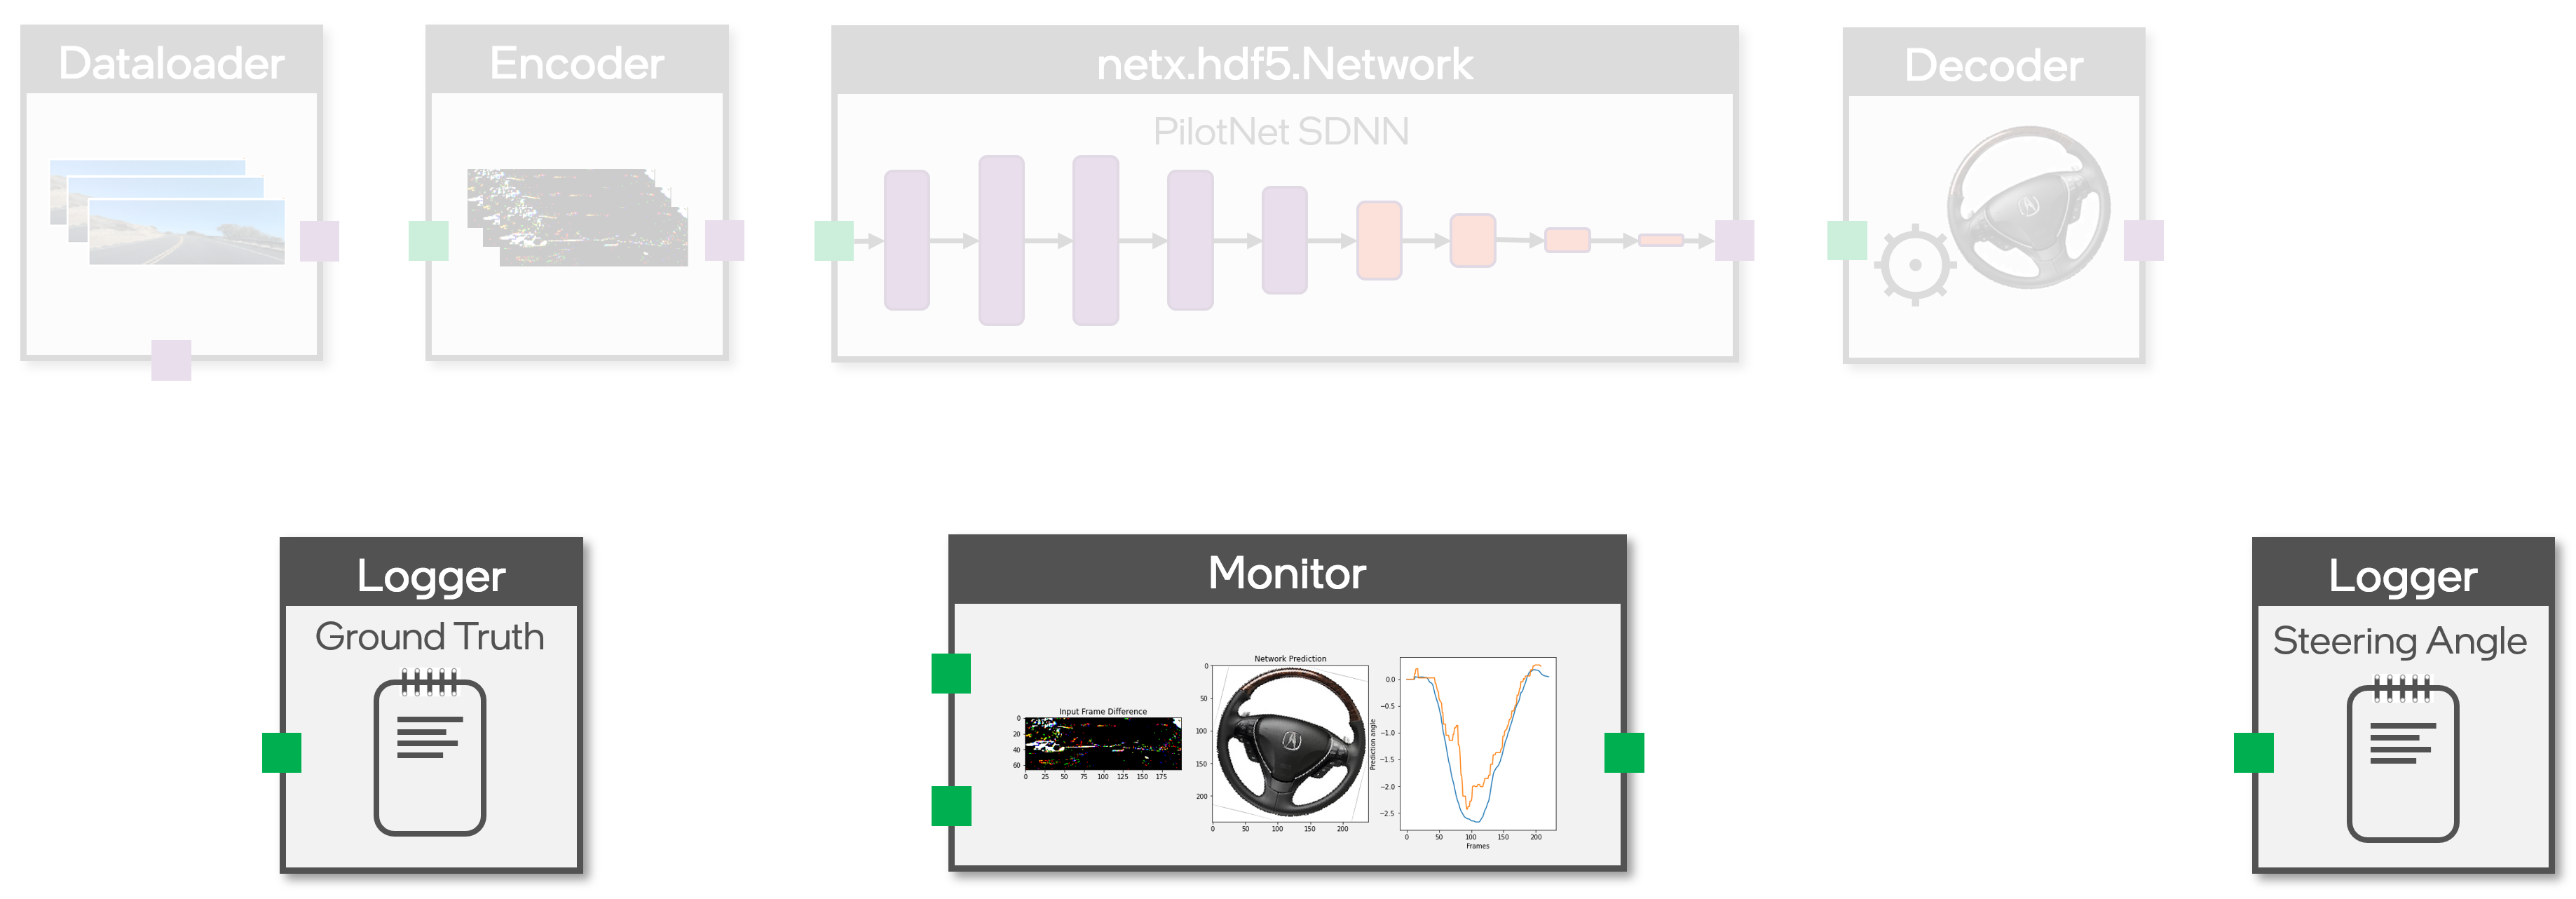 Dataloader
Encoder
netx.hdf5.Network
PilotNet SDNN
Decoder
Logger
Ground Truth
Monitor
Input Frame Difference
0
20
40
60
0 25 50 75 100 125 150 175
Network Prediction
0
50
100
150
200
0 50 100 150 200
Prediction angle
0.0
−0.5
−1.0
−1.5
−2.0
−2.5
0 50 100 150 200
Frames
Logger
Steering Angle